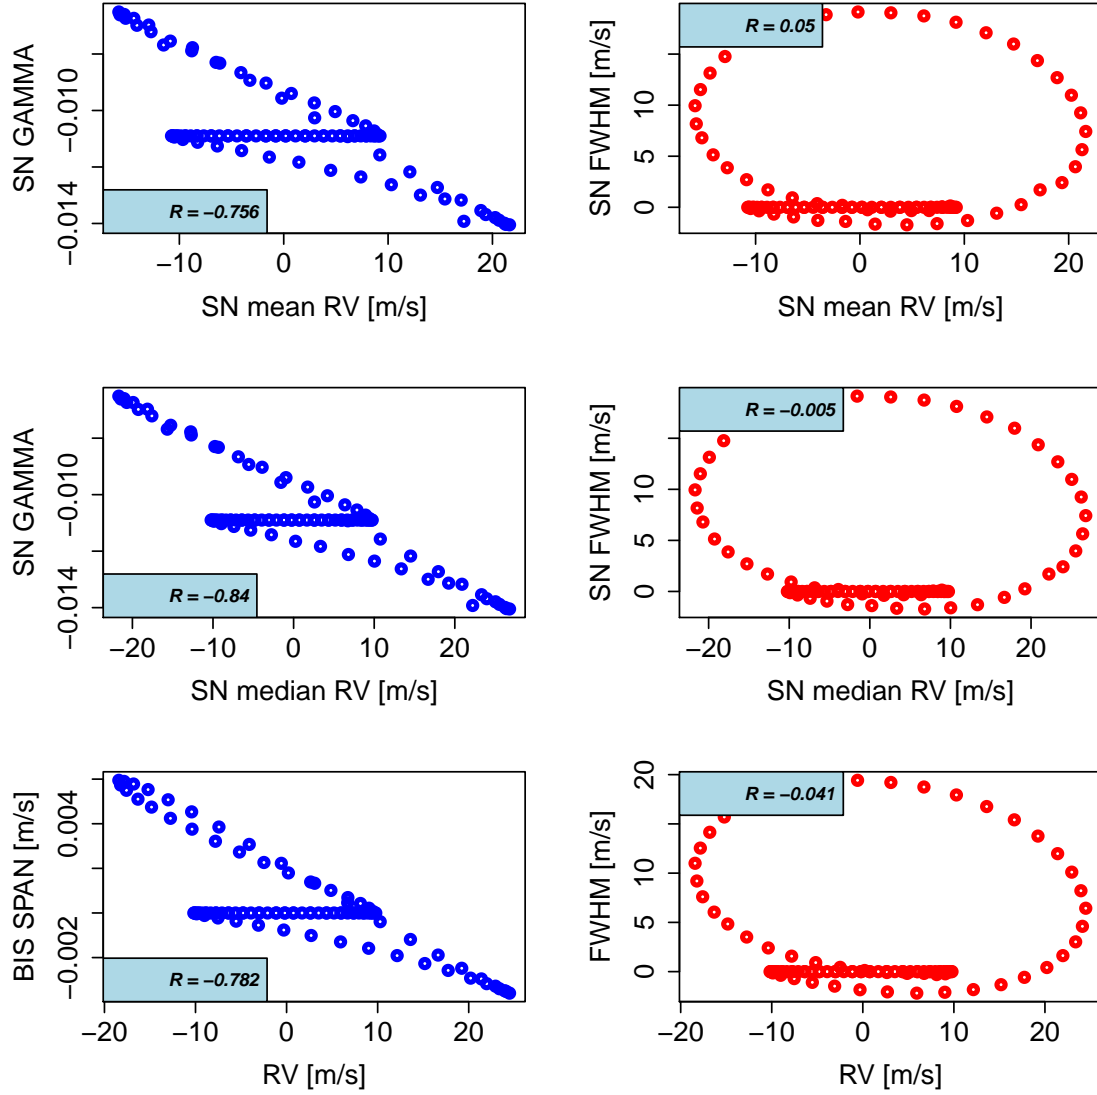 SN GAMMA
−0.010
−0.014
R = −0.756
−10
0
10
20
SN mean RV [m/s]
SN FWHM [m/s]
15
10
5
0
R = 0.05
−10
0
10
20
SN mean RV [m/s]
SN GAMMA
−0.010
−0.014
R = −0.84
−20
−10
0
10
20
SN median RV [m/s]
SN FWHM [m/s]
10
5
0
R = −0.005
−20
−10
0
10
20
SN median RV [m/s]
BIS SPAN [m/s]
0.004
−0.002
R = −0.782
−20
−10
0
10
20
RV [m/s]
FWHM [m/s]
20
15
10
5
0
R = −0.041
−20
−10
0
10
20
RV [m/s]